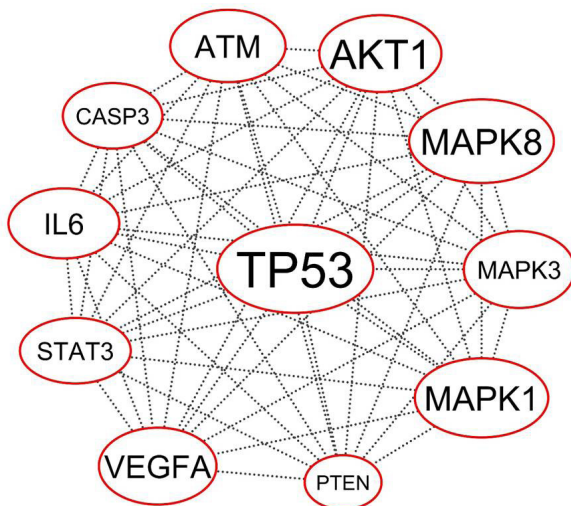 ATM
AKT1
CASP3
MAPK8
IL6
TP53
MAPK3
STAT3
MAPK1
VEGFA
PTEN